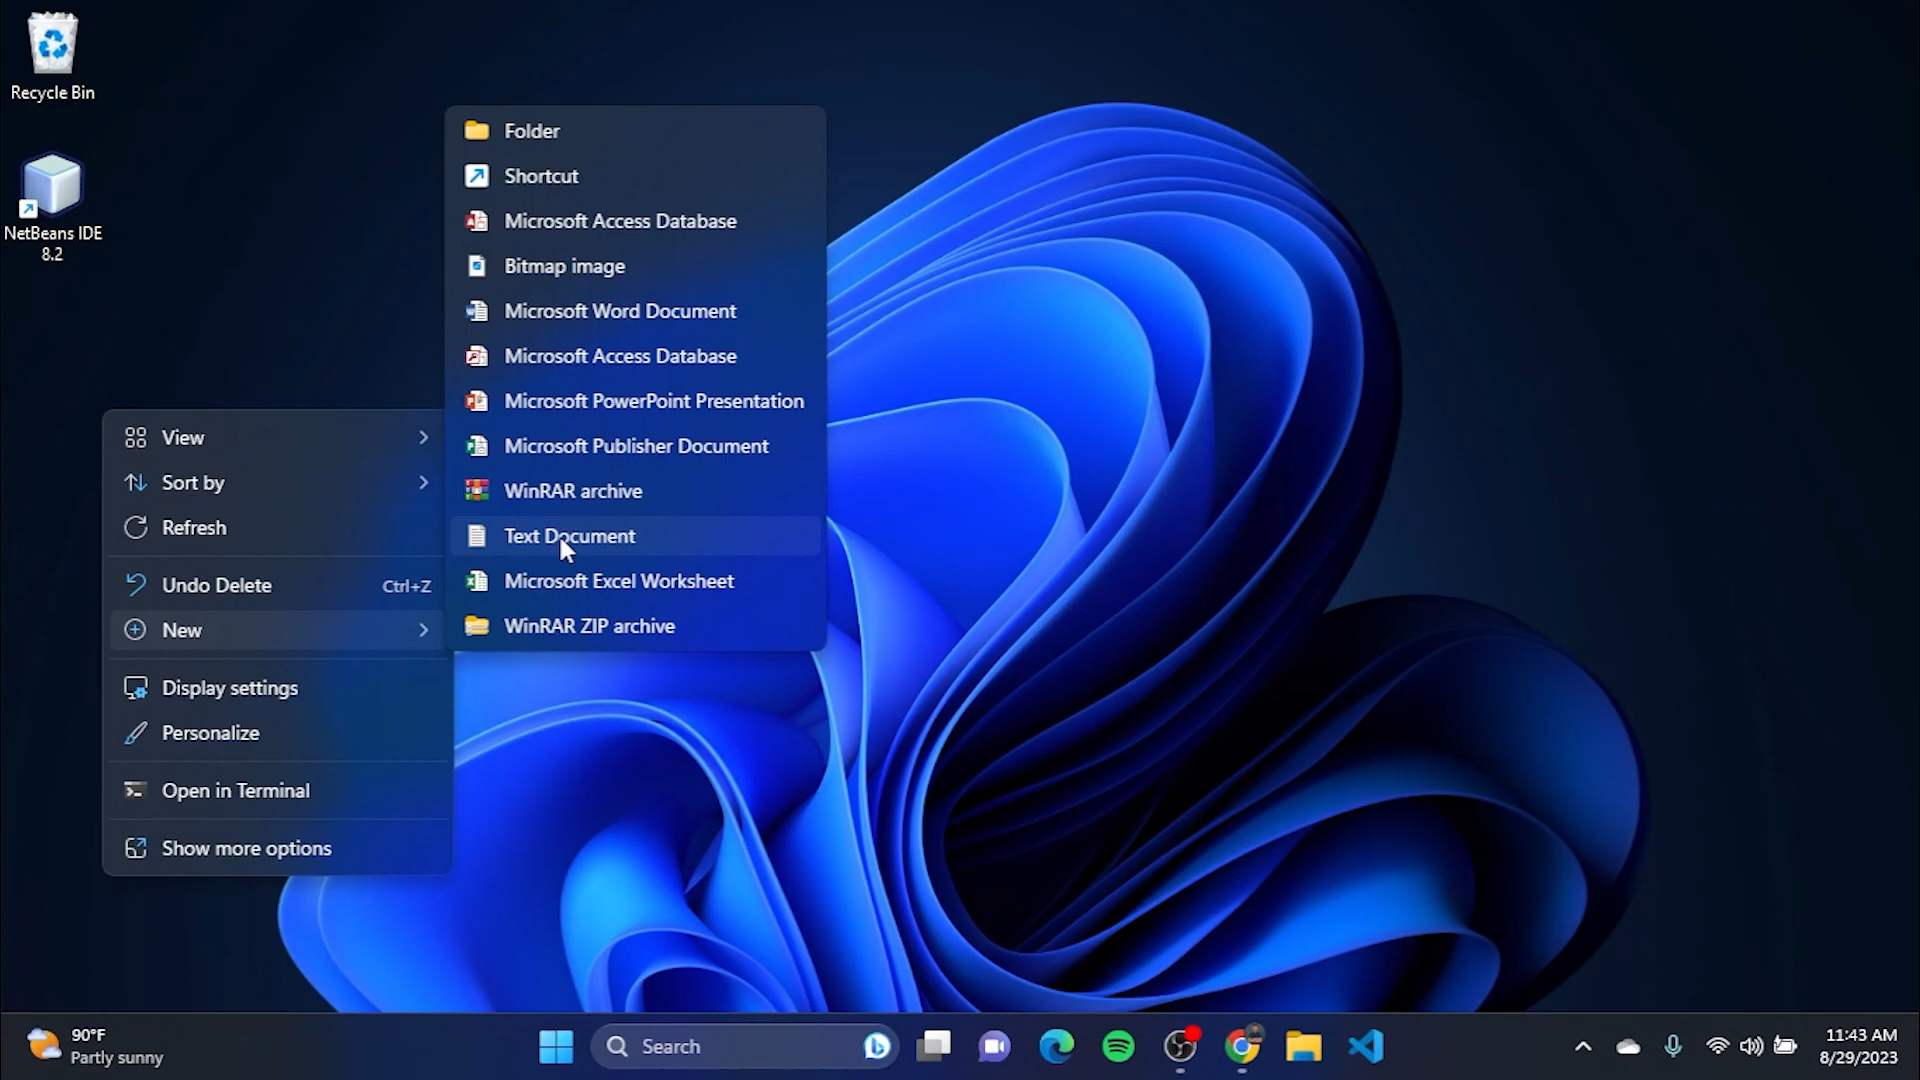 Recycle Bin
NetBeans IDE
8.2
Folder
Shortcut
Microsoft Access Database
Bitmap image
Microsoft Word Document
Microsoft Access Database
Microsoft PowerPoint Presentation
Microsoft Publisher Document
WinRAR archive
Text Document
Microsoft Excel Worksheet
WinRAR ZIP archive
View
Sort by
Refresh
Undo Delete Ctrl+Z
New
Display settings
Personalize
Open in Terminal
Show more options
90°F
Partly sunny
Search
11:43 AM
8/29/2023